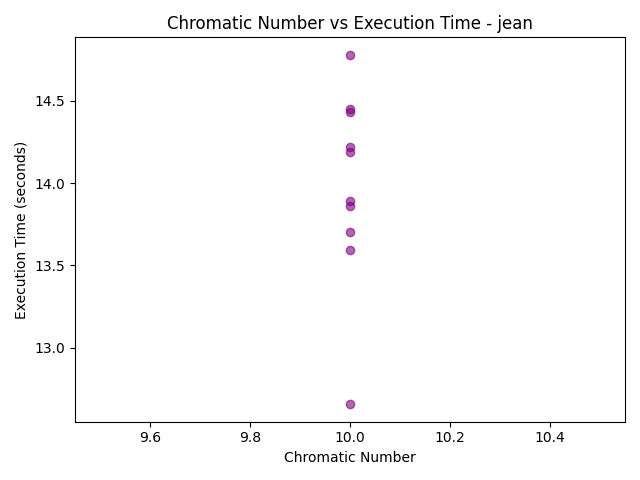 Chromatic Number vs Execution Time - jean
Execution Time (seconds)
14.5
14.0
13.5
13.0
9.6 9.8 10.0 10.2 10.4
Chromatic Number